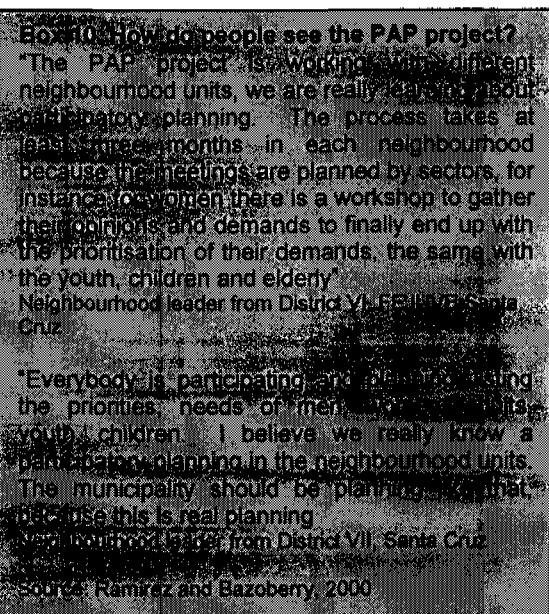 Box 10. How do people see the PAP project?
"The PAP project is working with different
neighbourhood units, we are really learning about
participatory planning. The process takes at
least three months in each neighbourhood
because the meetings are planned by sectors, for
instance for women there is a workshop to gather
their opinions and demands to finally end up with
the prioritisation of their demands, the same with
the youth, children and elderly"
Neighbourhood leader from District VI, Santa
Cruz
"Everybody is participating and
the priorities, needs of men,
youth, children. I believe we really know a
participatory planning in the neighbourhood units.
The municipality should be planning like that,
because this is real planning
Neighbourhood leader from District VII, Santa Cruz
Source: Ramirez and Bazoberry, 2000